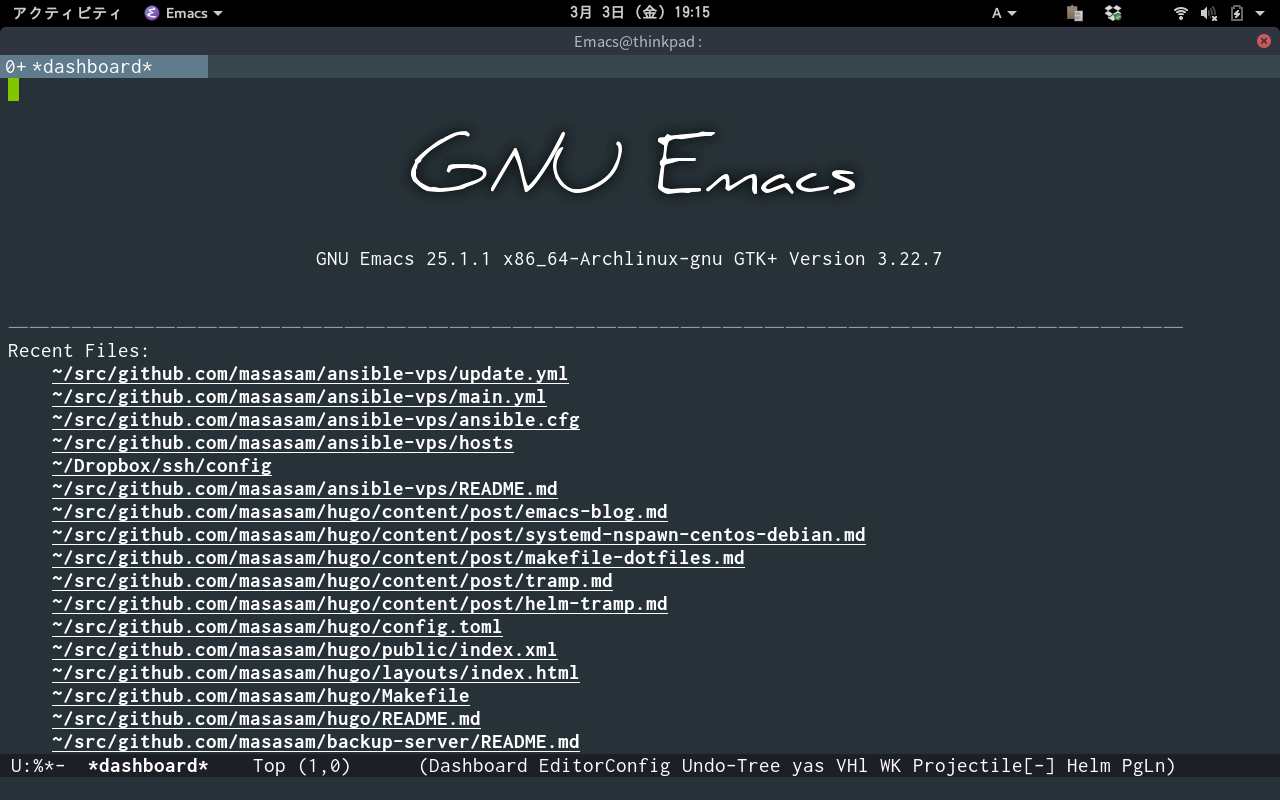 アクティビティ Emacs 3月 3日 (金) 19:15 A
Emacs@thinkpad:
0+ *dashboard*
GNU Emacs
GNU Emacs 25.1.1 x86_64-Archlinux-gnu GTK+ Version 3.22.7
Recent Files:
~/src/github.com/masasam/ansible-vps/update.yml
~/src/github.com/masasam/ansible-vps/main.yml
~/src/github.com/masasam/ansible-vps/ansible.cfg
~/src/github.com/masasam/ansible-vps/hosts
~/Dropbox/ssh/config
~/src/github.com/masasam/ansible-vps/README.md
~/src/github.com/masasam/hugo/content/post/emacs-blog.md
~/src/github.com/masasam/hugo/content/post/systemd-nspawn-centos-debian.md
~/src/github.com/masasam/hugo/content/post/makefile-dotfiles.md
~/src/github.com/masasam/hugo/content/post/tramp.md
~/src/github.com/masasam/hugo/content/post/helm-tramp.md
~/src/github.com/masasam/hugo/config.toml
~/src/github.com/masasam/hugo/public/index.xml
~/src/github.com/masasam/hugo/layouts/index.html
~/src/github.com/masasam/hugo/Makefile
~/src/github.com/masasam/hugo/README.md
~/src/github.com/masasam/backup-server/README.md
U:%*- *dashboard* Top (1,0) (Dashboard EditorConfig Undo-Tree yas VHl WK Projectile[-] Helm PgLn)